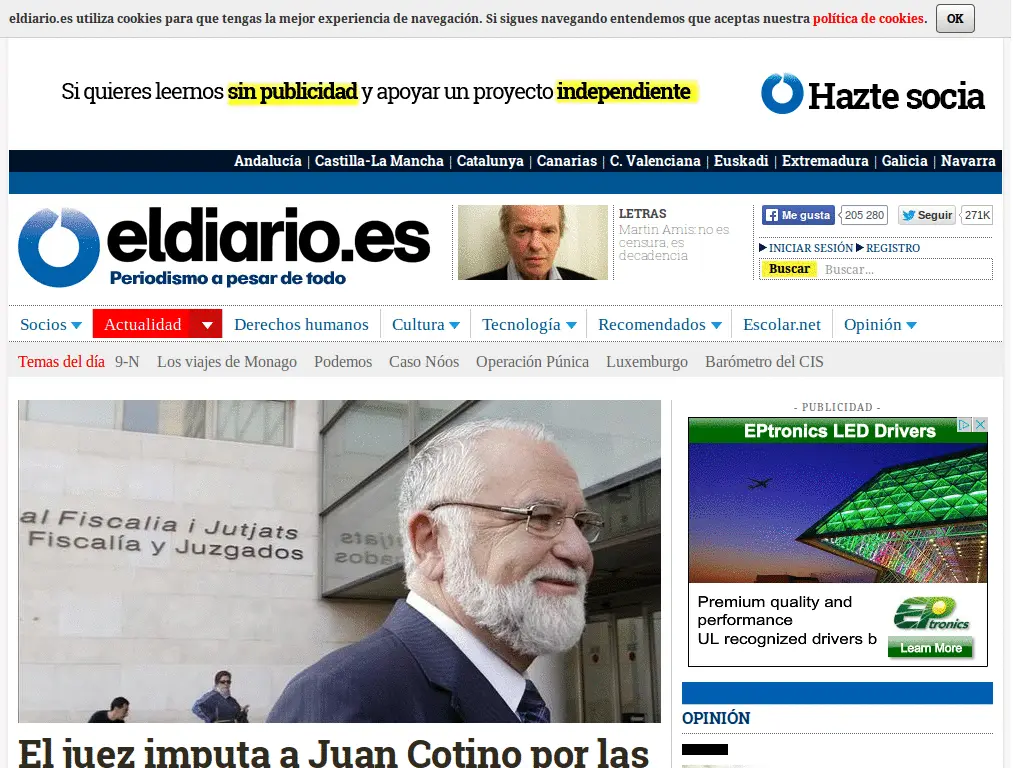 eldiario.es utiliza cookies para que tengas la mejor experiencia de navegación. Si sigues navegando entendemos que aceptas nuestra política de cookies. OK
Si quieres leernos sin publicidad y apoyar un proyecto independiente
Hazte socia
Andalucía | Castilla-La Mancha | Catalunya | Canarias | C. Valenciana | Euskadi | Extremadura | Galicia | Navarra
eldiario.es
Periodismo a pesar de todo
LETRAS
Martin Amis: no es
censura, es
decadencia
Me gusta 205 280 Seguir 271K
INICIAR SESIÓN REGISTRO
Buscar Buscar...
Socios Actualidad Derechos humanos Cultura Tecnología Recomendados Escolar.net Opinión
Temas del día 9-N Los viajes de Monago Podemos Caso Nóos Operación Púnica Luxemburgo Barómetro del CIS
al Fiscalia i Jutjats
Fiscalía y Juzgados
El juez imputa a Juan Cotino por las
- PUBLICIDAD -
EPtronics LED Drivers
Premium quality and
performance
UL recognized drivers b
EPtronics
Learn More
OPINIÓN